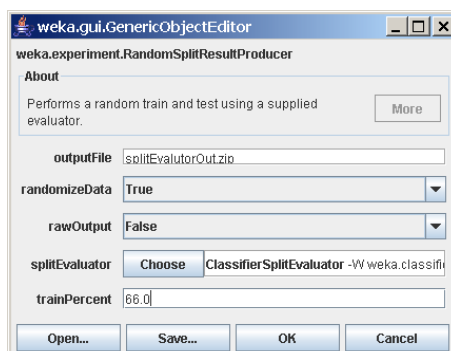 weka.gui.GenericObjectEditor
weka.experiment.RandomSplitResultProducer
About
Performs a random train and test using a supplied
evaluator.
More
outputFile splitEvalutorOut.zip
randomizeData True
rawOutput False
splitEvaluator Choose ClassifierSplitEvaluator -W weka.classifi
trainPercent 66.0
Open... Save... OK Cancel